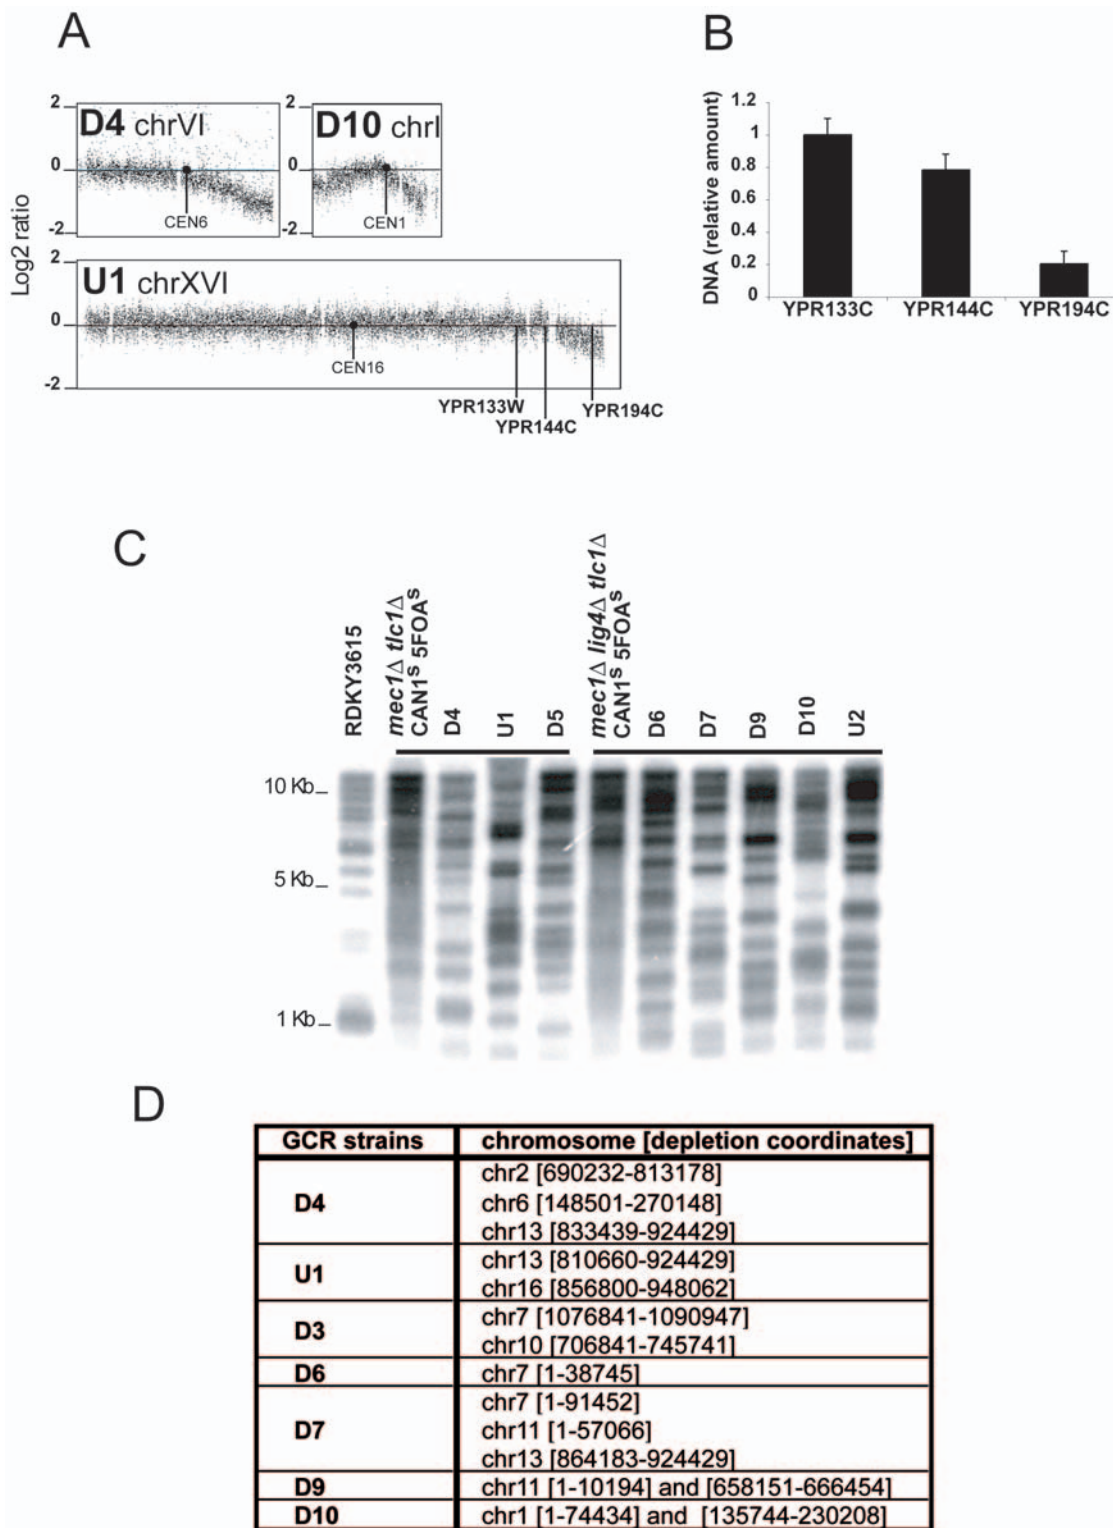 A
B
2
D4 chrVI
0
CEN6
-2
2
D10 chrI
0
CEN1
-2
Log2 ratio
2
U1 chrXVI
0
CEN16
-2
YPR133W
YPR144C
YPR194C
DNA (relative amount)
1.2
1
0.8
0.6
0.4
0.2
0
YPR133C
YPR144C
YPR194C
C
RDKY3615
mec1Δ tlc1Δ
CAN1S 5FOAS
D4
U1
D5
mec1Δ lig4Δ tlc1Δ
CAN1S 5FOAS
D6
D7
D9
D10
U2
10 Kb_
5 Kb_
1 Kb_
D
GCR strains chromosome [depletion coordinates]
D4
chr2 [690232-813178]
chr6 [148501-270148]
chr13 [833439-924429]
U1
chr13 [810660-924429]
chr16 [856800-948062]
D3
chr7 [1076841-1090947]
chr10 [706841-745741]
D6 chr7 [1-38745]
D7
chr7 [1-91452]
chr11 [1-57066]
chr13 [864183-924429]
D9 chr11 [1-10194] and [658151-666454]
D10 chr1 [1-74434] and [135744-230208]